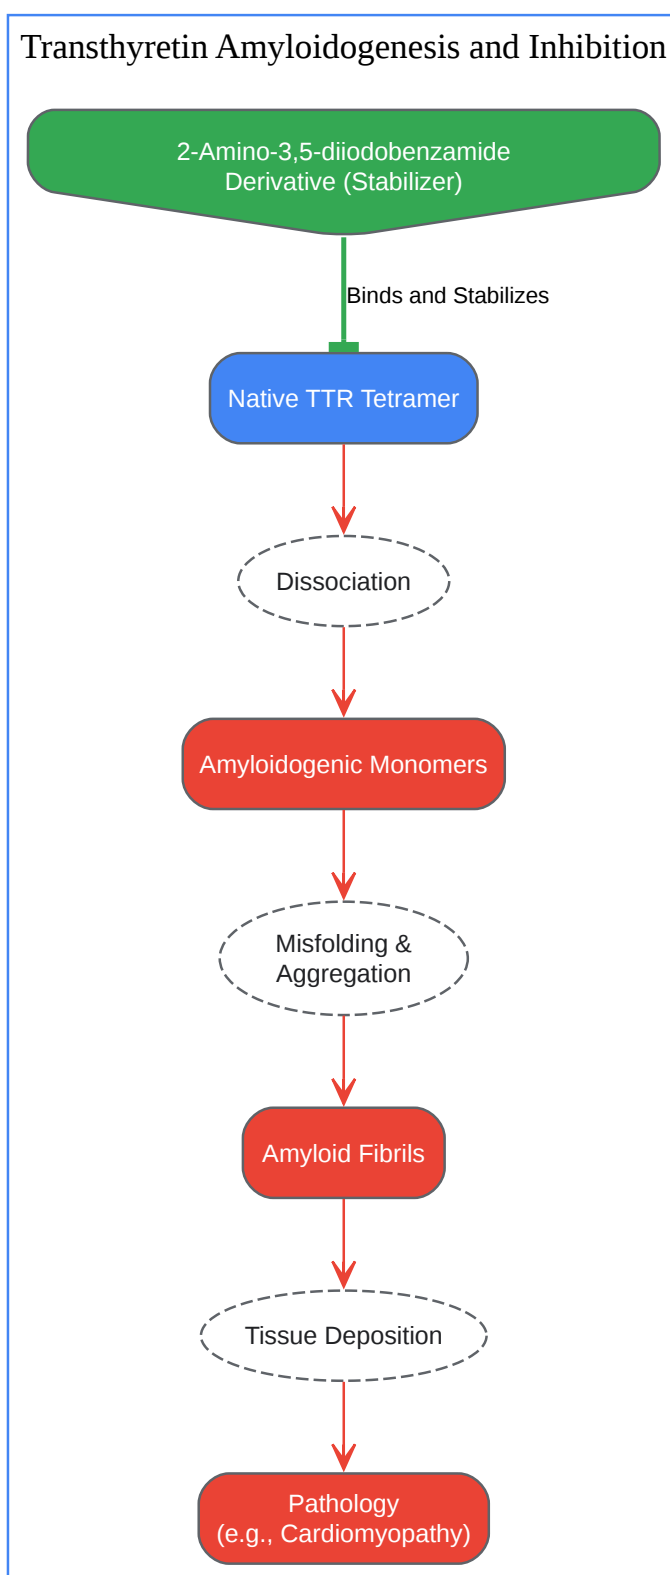 Transthyretin Amyloidogenesis and Inhibition
2-Amino-3,5-diiodobenzamide
Derivative (Stabilizer)
Binds and Stabilizes
Native TTR Tetramer
Dissociation
Amyloidogenic Monomers
Misfolding &
Aggregation
Amyloid Fibrils
Tissue Deposition
Pathology
(e.g., Cardiomyopathy)